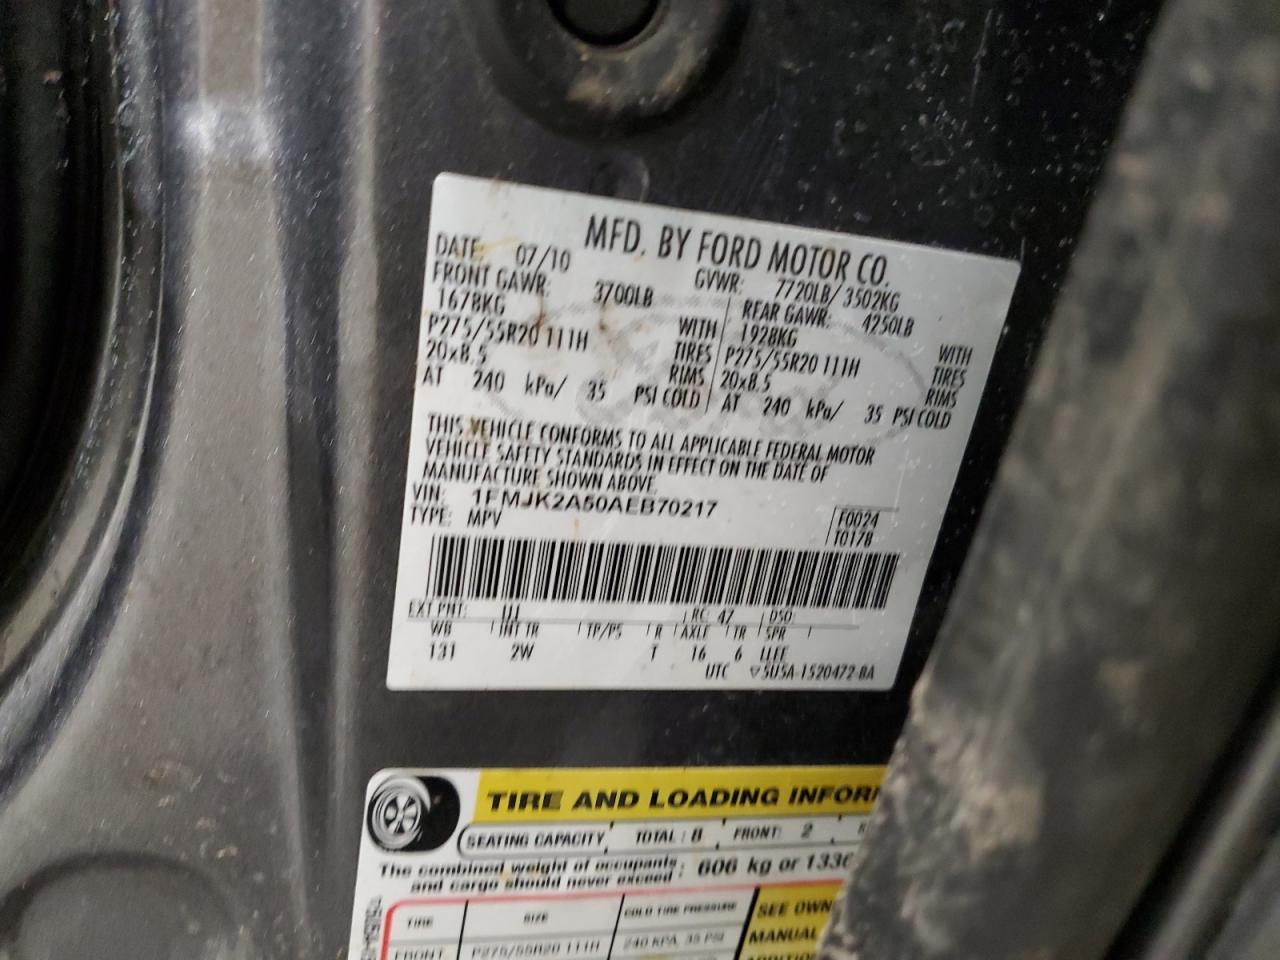 MFD. BY FORD MOTOR CO.
DATE: 07/10 GVWR: 7720LB/3502KG
FRONT GAWR: 3700LB REAR GAWR: 4250LB
1678KG WITH 1928KG WITH
P275/55R20 111H TIRES P275/55R20 111H TIRES
20x8.5 RIMS 20x8.5 RIMS
AT 240 kPa/ 35 PSI COLD AT 240 kPa/ 35 PSI COLD
THIS VEHICLE CONFORMS TO ALL APPLICABLE FEDERAL MOTOR
VEHICLE SAFETY STANDARDS IN EFFECT ON THE DATE OF
MANUFACTURE SHOWN ABOVE.
VIN: 1FMJK2A50AEB70217
TYPE: MPV
F0024
T0178
EXT PNT: UJ RC: 47 DSO:
WB INT TR TP/PS R AXLE TR SPR
131 2W T 16 6 LLEE
UTC ▽5U5A-1520472-BA
TIRE AND LOADING
SEATING CAPACITY TOTAL: 8 FRONT: 2
The combined weight of occupants
and cargo should never exceed: 606 kg or
TIRE SIZE COLD TIRE PRESSURE SEE
FRONT P275/55R20 111H 240 KPA, 35 PSI MANUAL